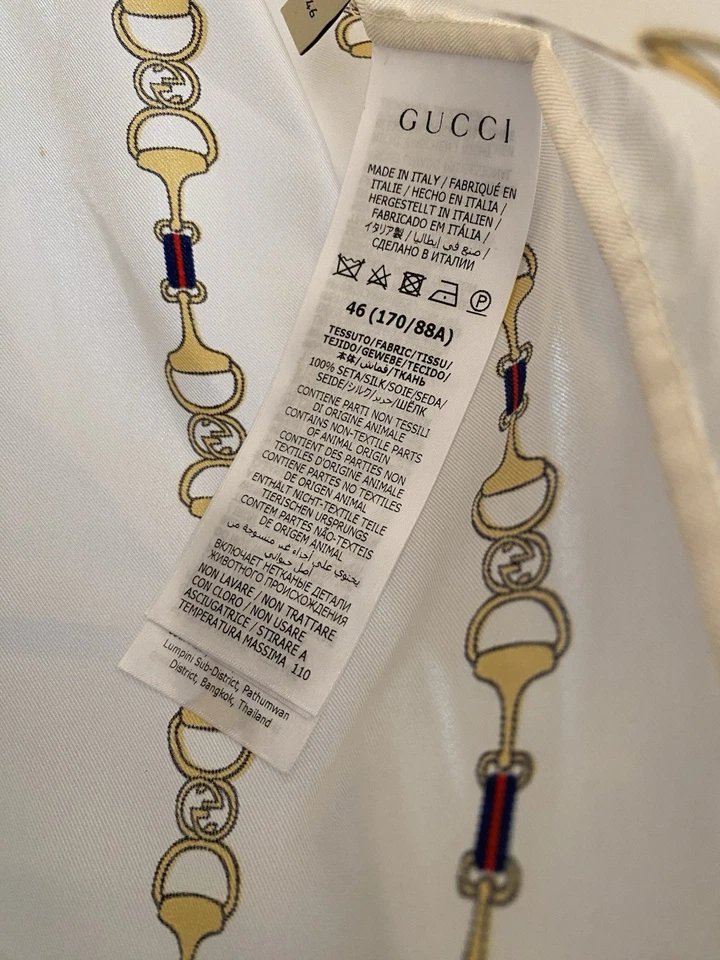 46
GUCCI
MADE IN ITALY / FABRIQUÉ EN
ITALIE / HECHO EN ITALIA /
HERGESTELLT IN ITALIEN /
FABRICADO EM ITÁLIA /
イタリア製 / صنع في إيطاليا /
СДЕЛАНО В ИТАЛИИ
P
46 (170/88A)
TESSUTO/FABRIC/TISSU/
TEJIDO/GEWEBE/TECIDO/
本体/قماش/ТКАНЬ
100% SETA/SILK/SOIE/SEDA/
SEIDE/シルク/حرير/ШЁЛК
CONTIENE PARTI NON TESSILI
DI ORIGINE ANIMALE
CONTAINS NON-TEXTILE PARTS
OF ANIMAL ORIGIN
CONTIENT DES PARTIES NON
TEXTILES D'ORIGINE ANIMALE
CONTIENE PARTES NO TEXTILES
DE ORIGEN ANIMAL
ENTHÄLT NICHT-TEXTILE TEILE
TIERISCHEN URSPRUNGS
CONTÉM PARTES NÃO-TEXTEIS
DE ORIGEM ANIMAL
يحتوي على أجزاء غير منسوجة من
أصل حيواني
ВКЛЮЧАЕТ НЕТКАНЫЕ ДЕТАЛИ
ЖИВОТНОГО ПРОИСХОЖДЕНИЯ
NON LAVARE / NON TRATTARE
CON CLORO / NON USARE
ASCIUGATRICE / STIRARE A
TEMPERATURA MASSIMA 110
Lumpini Sub-District, Pathumwan
District, Bangkok, Thailand